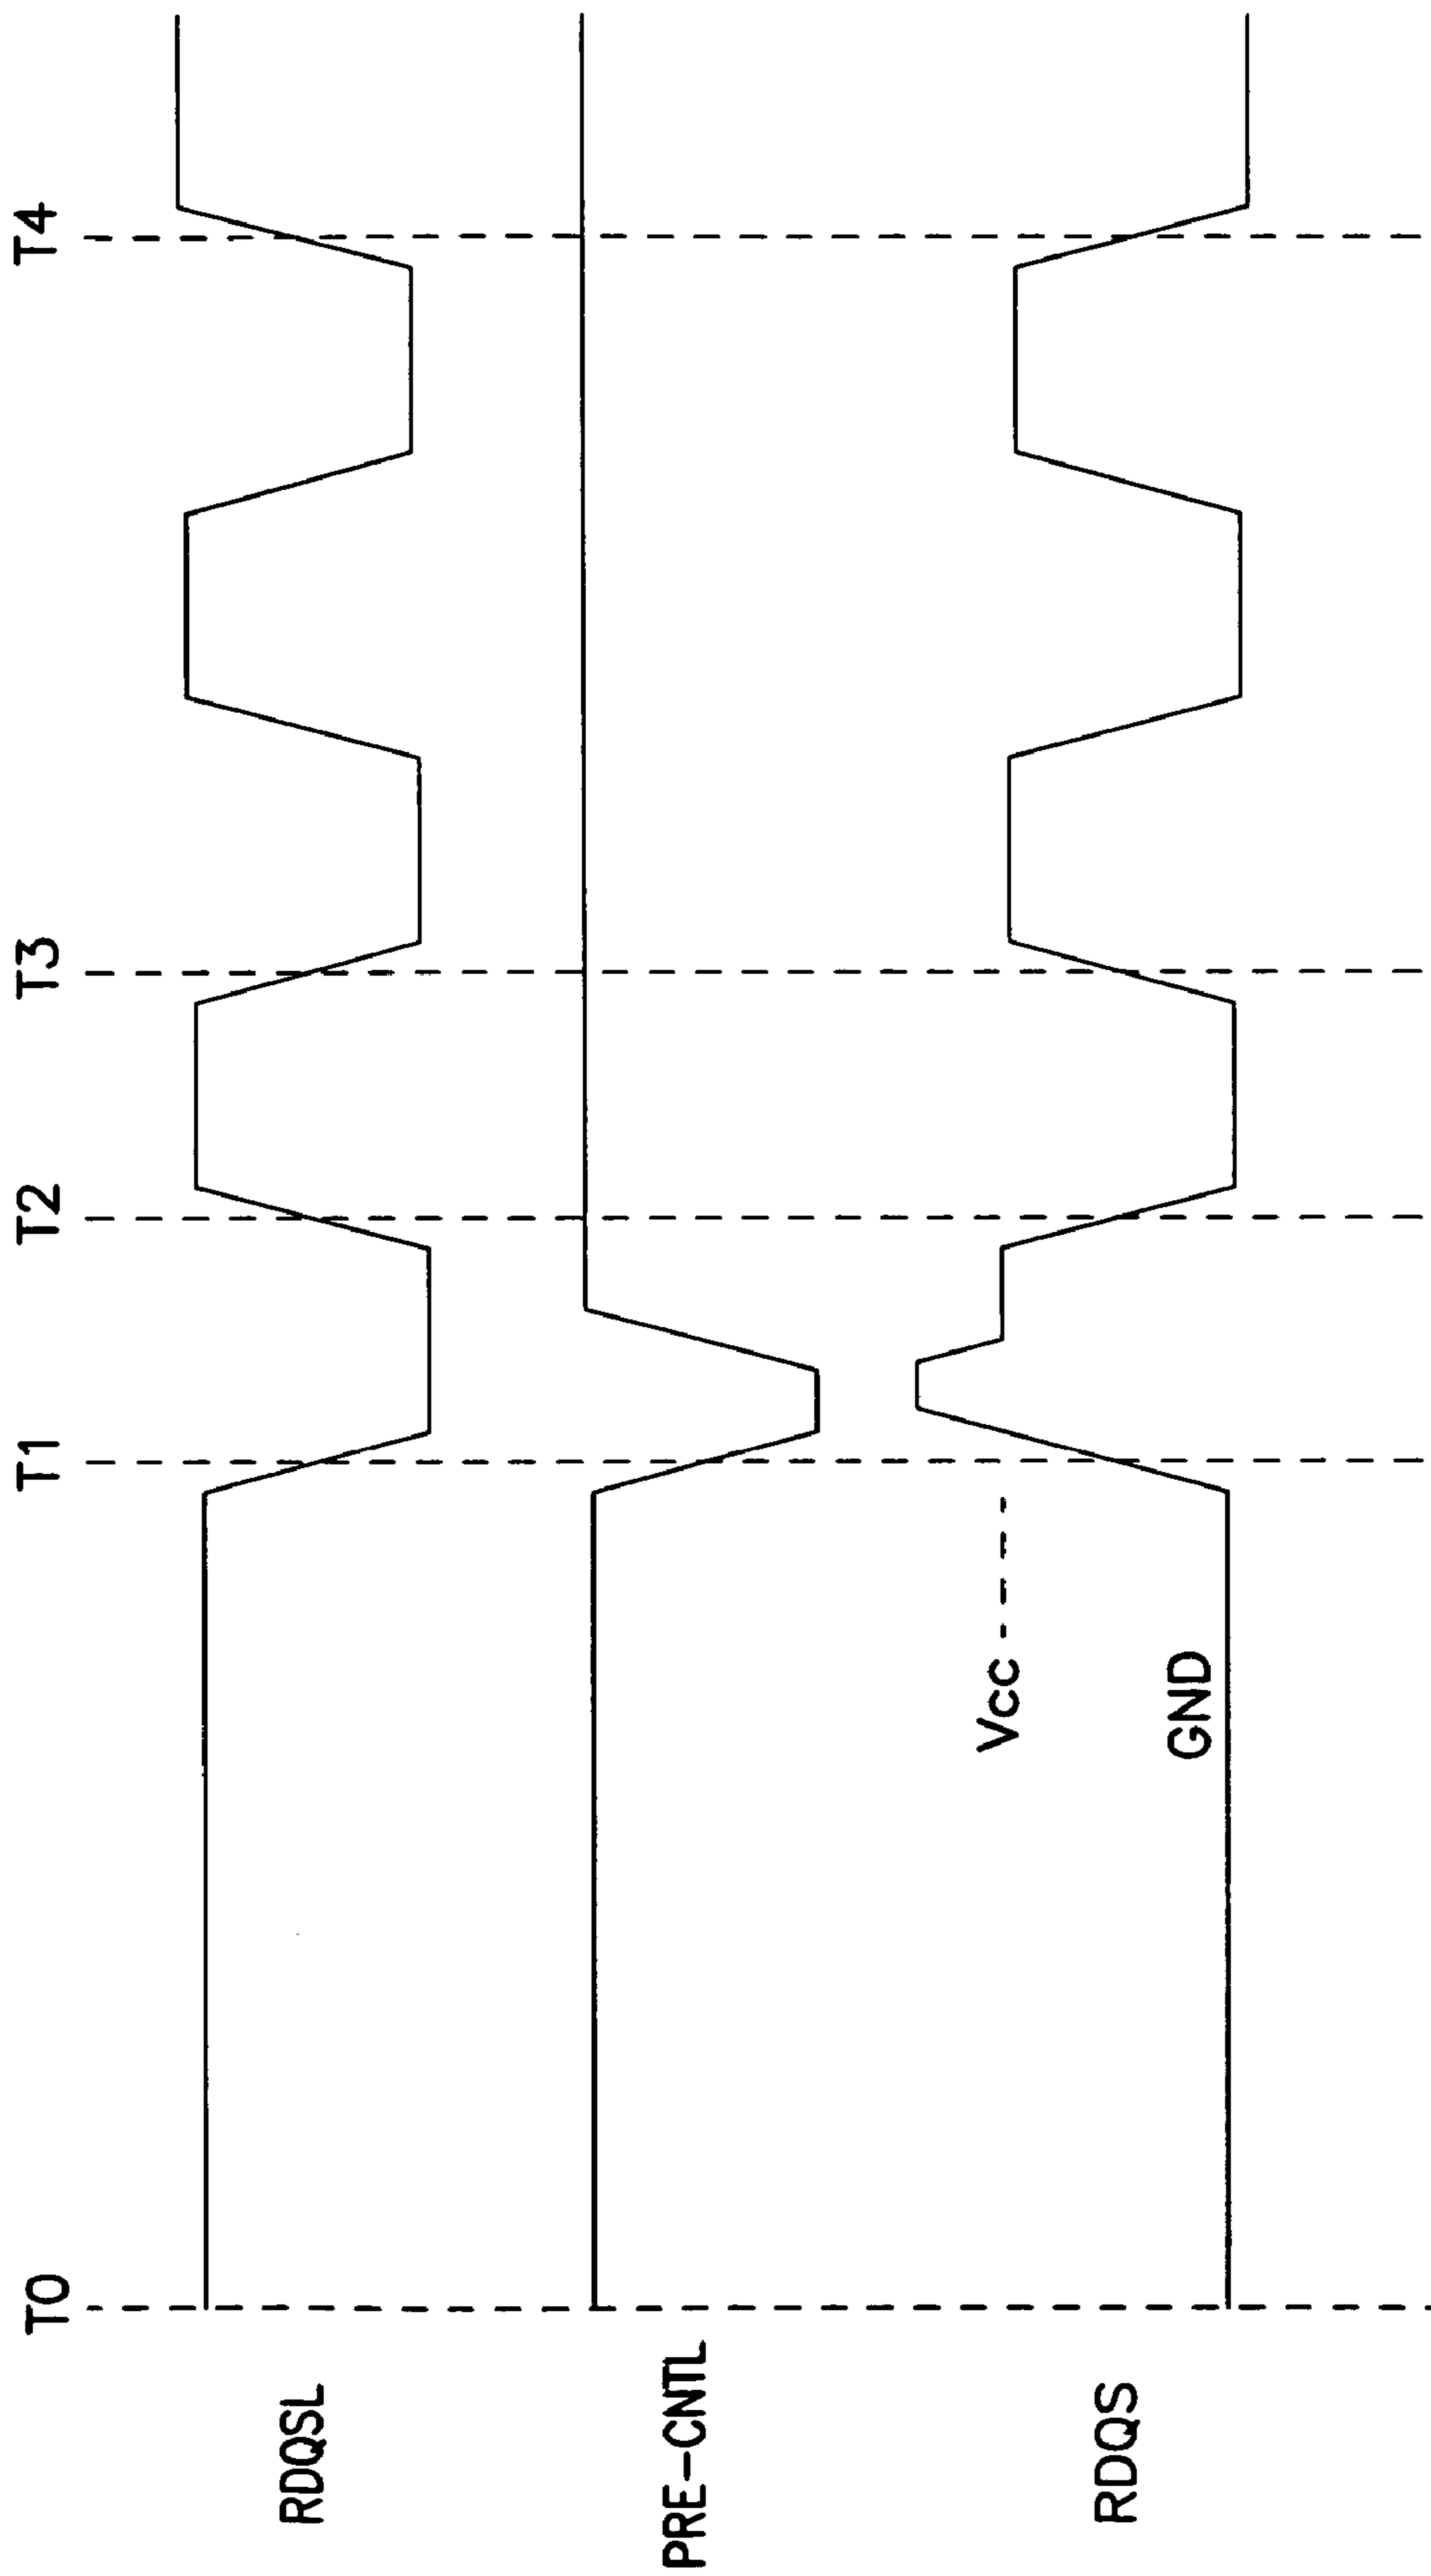 T0
T1
T2
T3
T4
RDQSL
PRE-CNTL
RDQS
Vcc
GND